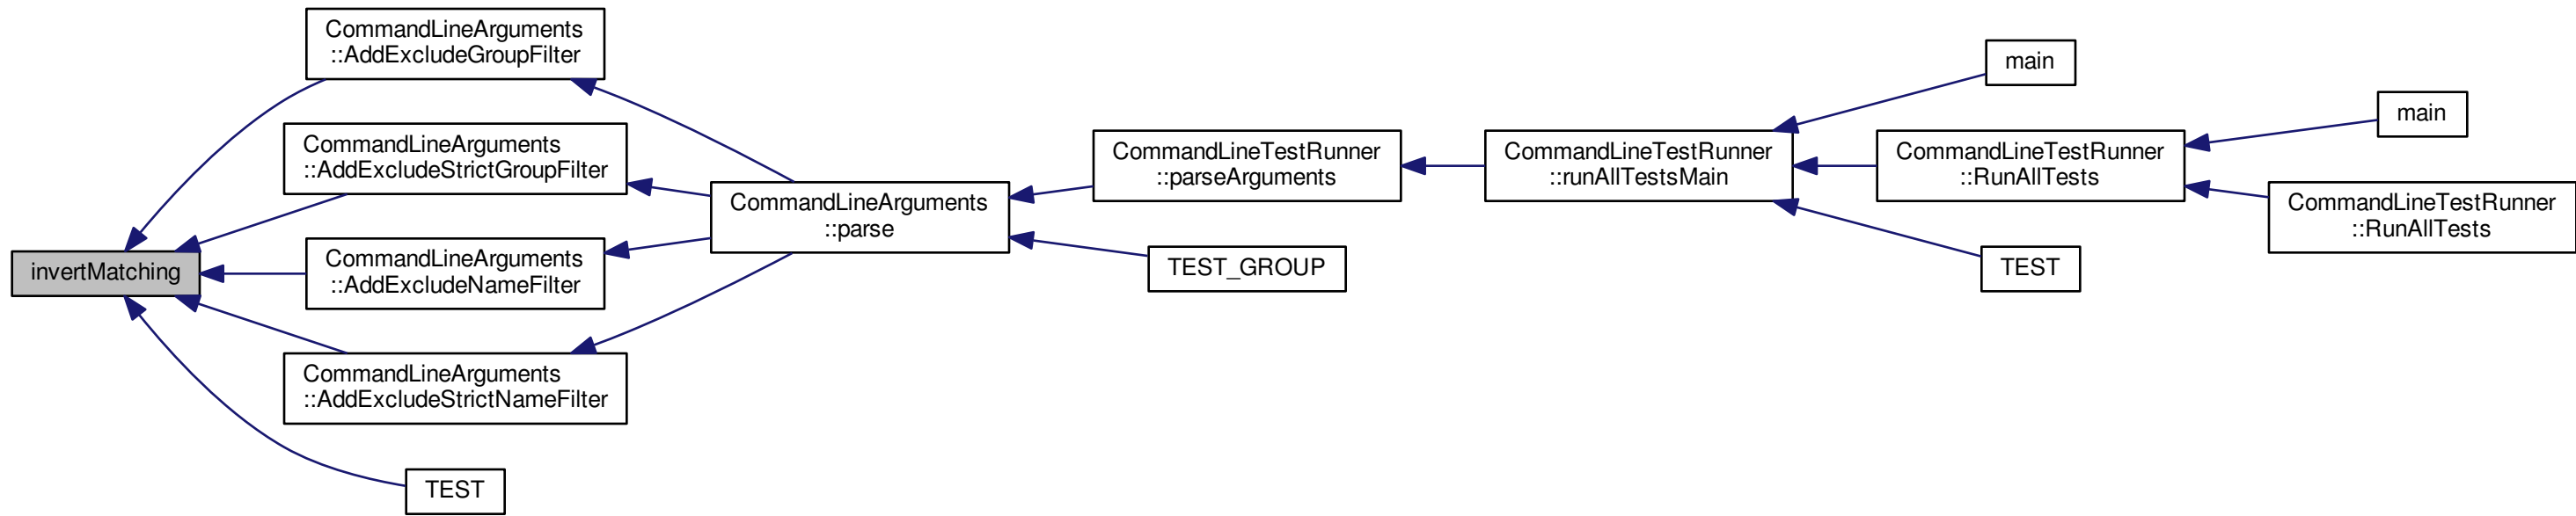 invertMatching
CommandLineArguments
::AddExcludeGroupFilter
CommandLineArguments
::AddExcludeStrictGroupFilter
CommandLineArguments
::AddExcludeNameFilter
CommandLineArguments
::AddExcludeStrictNameFilter
TEST
CommandLineArguments
::parse
CommandLineTestRunner
::parseArguments
TEST_GROUP
CommandLineTestRunner
::runAllTestsMain
main
CommandLineTestRunner
::RunAllTests
TEST
main
CommandLineTestRunner
::RunAllTests